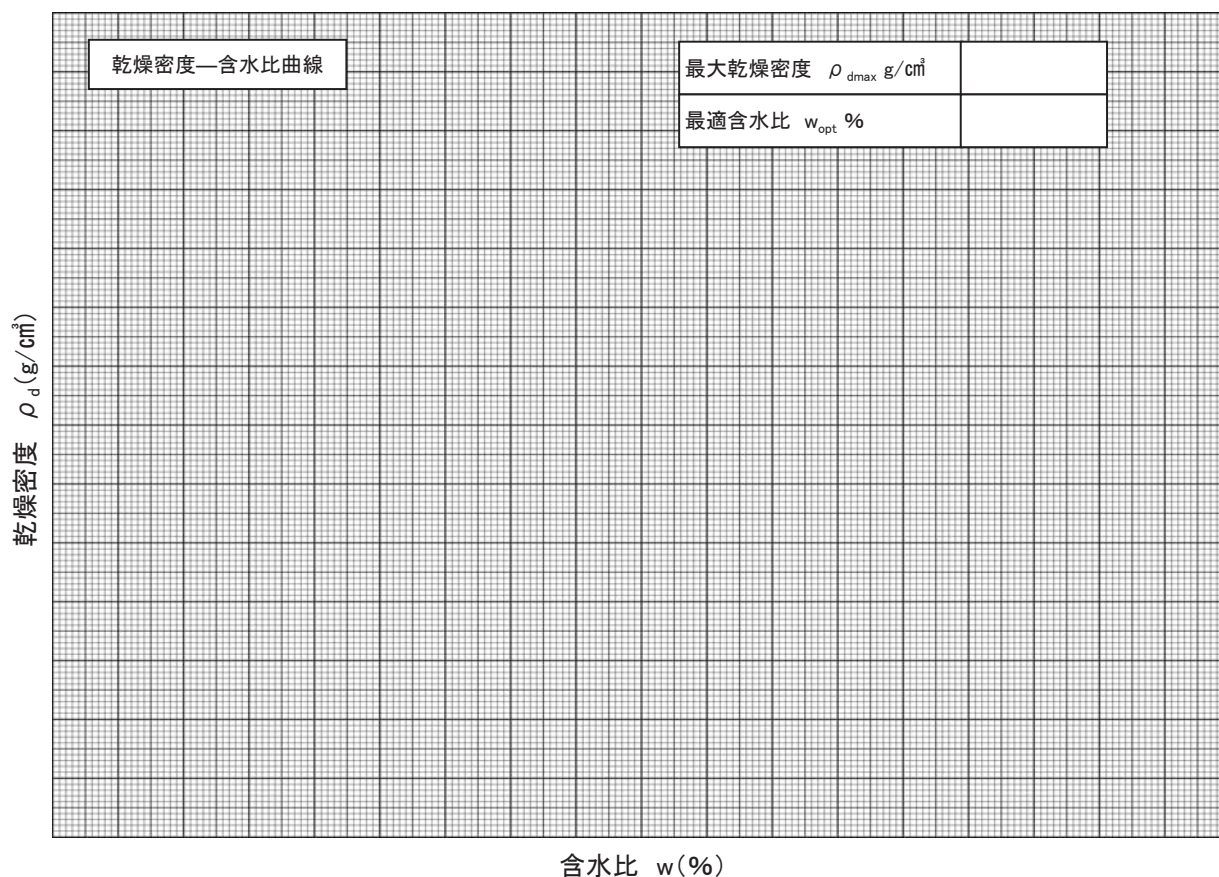 乾燥密度―含水比曲線
最大乾燥密度 ρdmax g/c㎥
最適含水比 wopt %
乾燥密度 ρd(g/c㎥)
含水比 w(%)